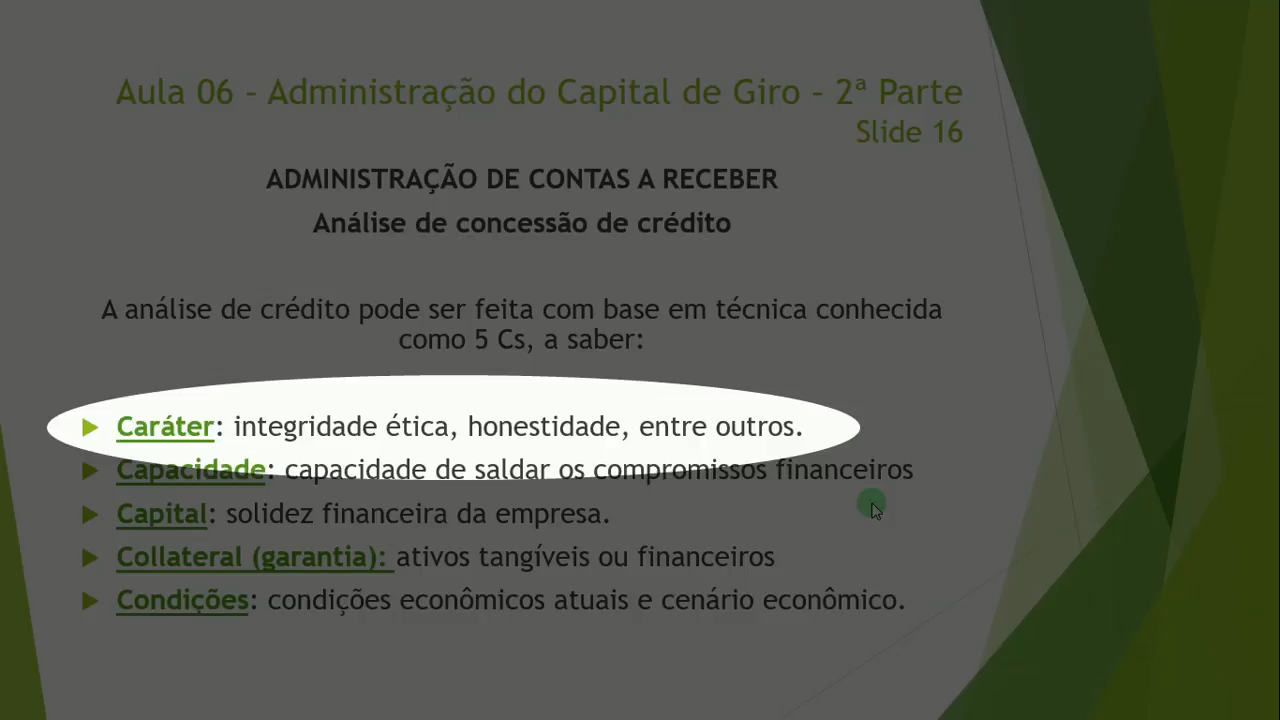 Aula 06 – Administração do Capital de Giro – 2ª Parte
Slide 16
ADMINISTRAÇÃO DE CONTAS A RECEBER
Análise de concessão de crédito
A análise de crédito pode ser feita com base em técnica conhecida
como 5 Cs, a saber:
Caráter: integridade ética, honestidade, entre outros.
Capacidade: capacidade de saldar os compromissos financeiros
Capital: solidez financeira da empresa.
Collateral (garantia): ativos tangíveis ou financeiros
Condições: condições econômicos atuais e cenário econômico.